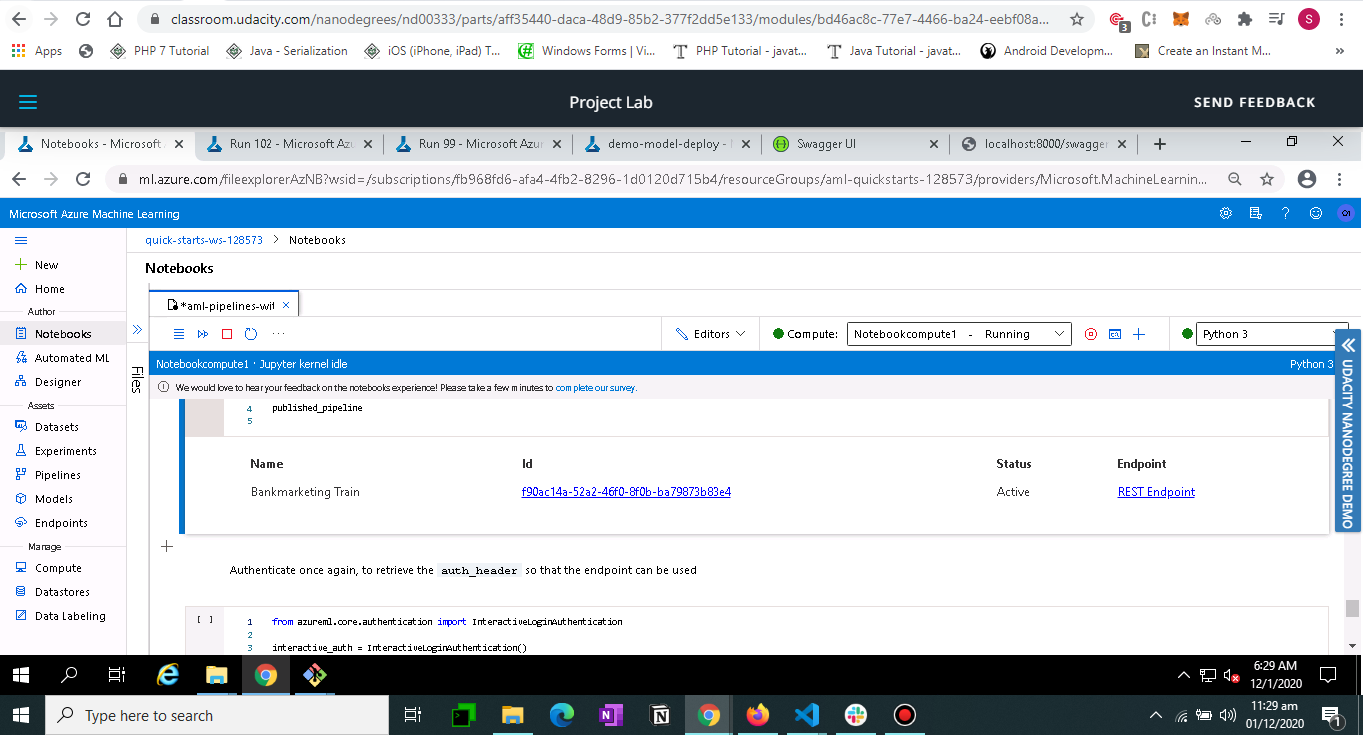 classroom.udacity.com/nanodegrees/nd00333/parts/aff35440-daca-48d9-85b2-377f2dd5e133/modules/bd46ac8c-77e7-4466-ba24-eebf08a...
3
S
Apps
PHP 7 Tutorial
Java - Serialization
iOS (iPhone, iPad) T...
Windows Forms | Vi...
PHP Tutorial - javat...
Java Tutorial - javat...
Android Developm...
Create an Instant M...
»
Project Lab
SEND FEEDBACK
Notebooks - Microsoft
Run 102 - Microsoft Azu
Run 99 - Microsoft Azur
demo-model-deploy -
Swagger UI
localhost:8000/swagger
ml.azure.com/fileexplorerAzNB?wsid=/subscriptions/fb968fd6-afa4-4fb2-8296-1d0120d715b4/resourceGroups/aml-quickstarts-128573/providers/Microsoft.MachineLearnin...
Microsoft Azure Machine Learning
quick-starts-ws-128573 > Notebooks
New
Home
Author
Notebooks
Automated ML
Designer
Assets
Datasets
Experiments
Pipelines
Models
Endpoints
Manage
Compute
Datastores
Data Labeling
Files
Notebooks
*aml-pipelines-wit
Editors
Compute:
Notebookcompute1 - Running
Python 3
Notebookcompute1 · Jupyter kernel idle
Python 3
We would love to hear your feedback on the notebooks experience! Please take a few minutes to complete our survey.
4 published_pipeline
5
Name Id Status Endpoint
Bankmarketing Train f90ac14a-52a2-46f0-8f0b-ba79873b83e4 Active REST Endpoint
Authenticate once again, to retrieve the auth_header so that the endpoint can be used
[ ] 1 from azureml.core.authentication import InteractiveLoginAuthentication
2
3 interactive_auth = InteractiveLoginAuthentication()
UDACITY NANODEGREE DEMO
6:29 AM
12/1/2020
Type here to search
11:29 am
01/12/2020
1